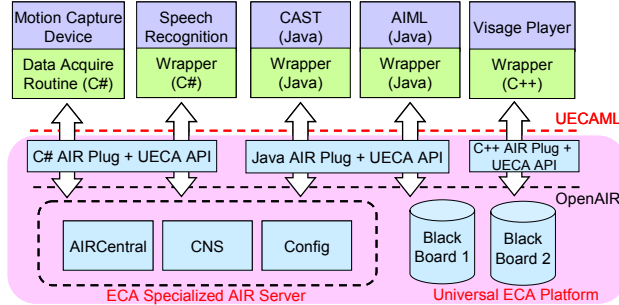 Motion Capture
Device
Speech
Recognition
CAST
(Java)
AIML
(Java)
Visage Player
Data Acquire
Routine (C#)
Wrapper
(C#)
Wrapper
(Java)
Wrapper
(Java)
Wrapper
(C++)
UECAML
C# AIR Plug + UECA API
Java AIR Plug + UECA API
C++ AIR Plug +
UECA API
OpenAIR
AIRCentral
CNS
Config
Black
Board 1
Black
Board 2
ECA Specialized AIR Server
Universal ECA Platform